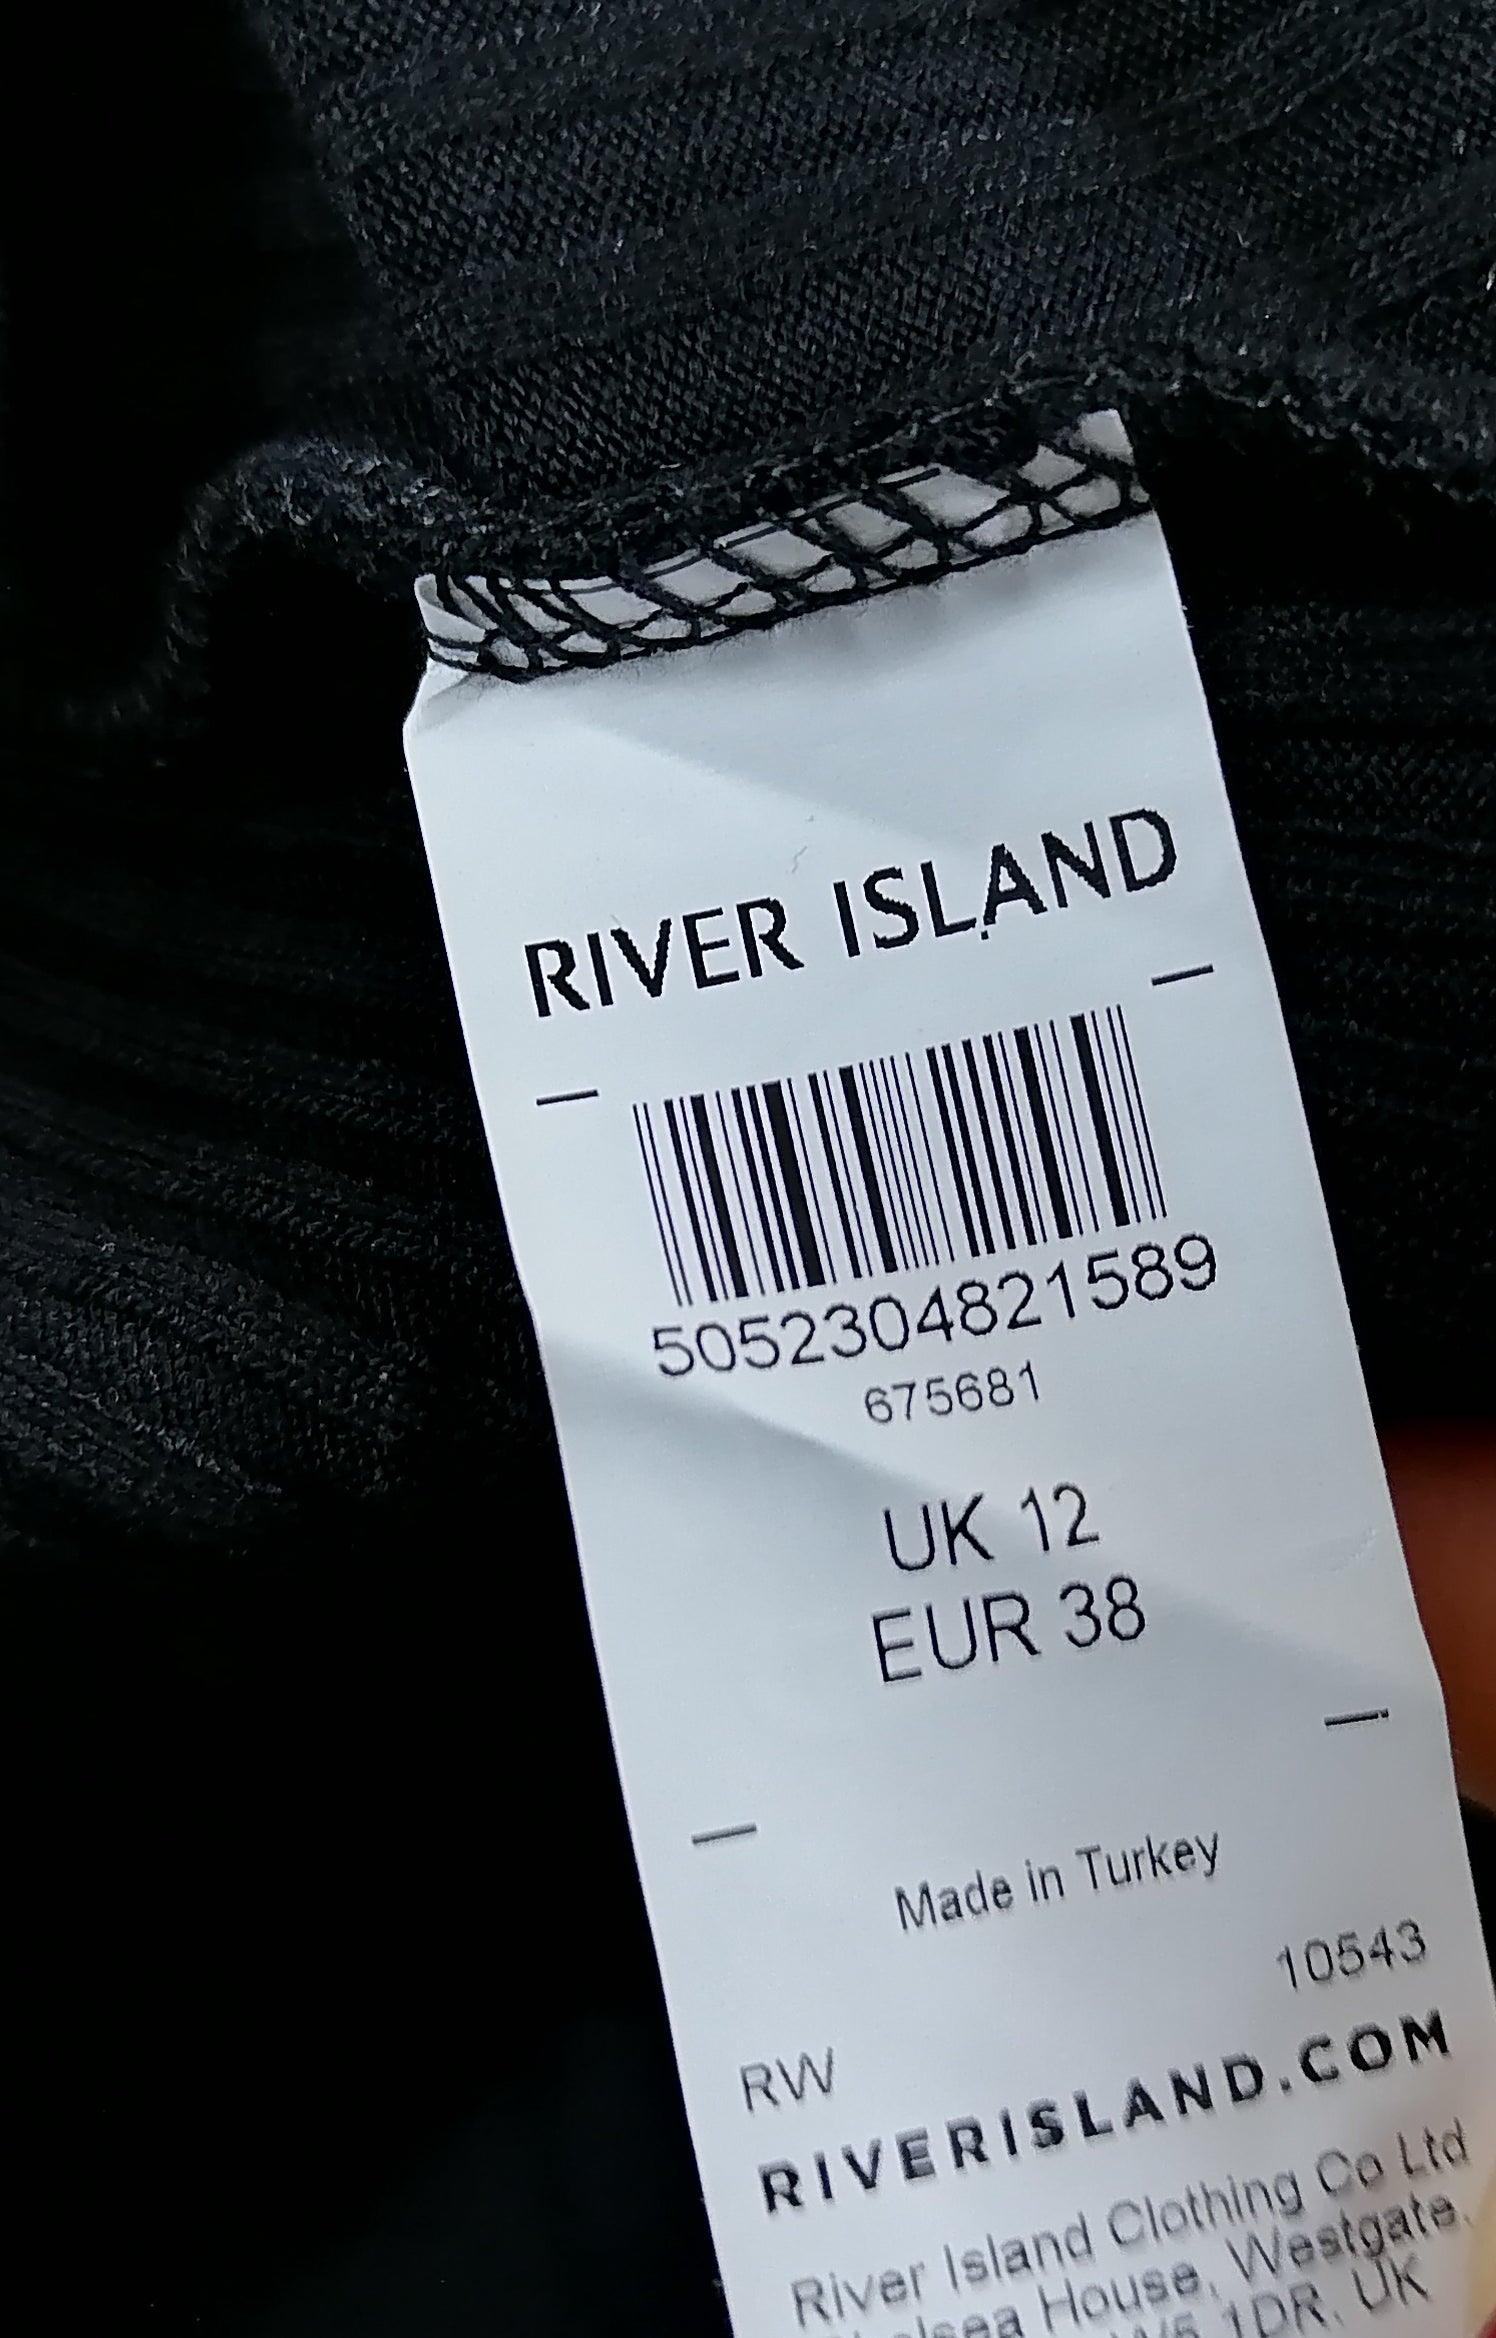 RIVER ISLAND
5052304821589
675681
UK 12
EUR 38
Made in Turkey
10543
RW
RIVERISLAND.COM
River Island Clothing Co Ltd
House, Westgate,
1DR, UK